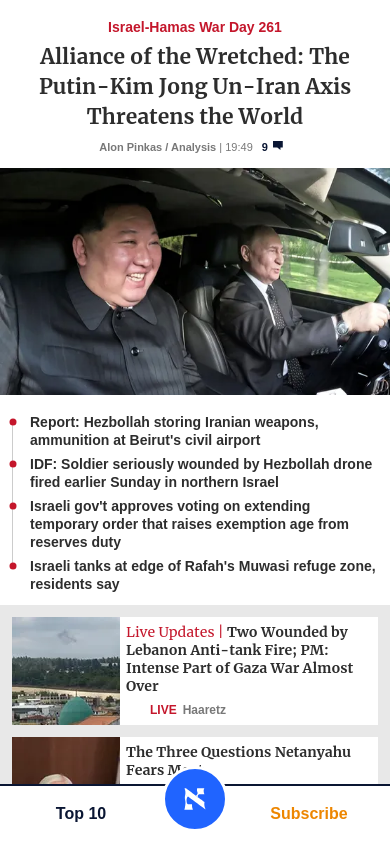 Israel-Hamas War Day 261
Alliance of the Wretched: The
Putin-Kim Jong Un-Iran Axis
Threatens the World
Alon Pinkas / Analysis | 19:49 9
Report: Hezbollah storing Iranian weapons,
ammunition at Beirut's civil airport
IDF: Soldier seriously wounded by Hezbollah drone
fired earlier Sunday in northern Israel
Israeli gov't approves voting on extending
temporary order that raises exemption age from
reserves duty
Israeli tanks at edge of Rafah's Muwasi refuge zone,
residents say
Live Updates | Two Wounded by
Lebanon Anti-tank Fire; PM:
Intense Part of Gaza War Almost
Over
LIVE Haaretz
The Three Questions Netanyahu
Fears
Top 10
Subscribe